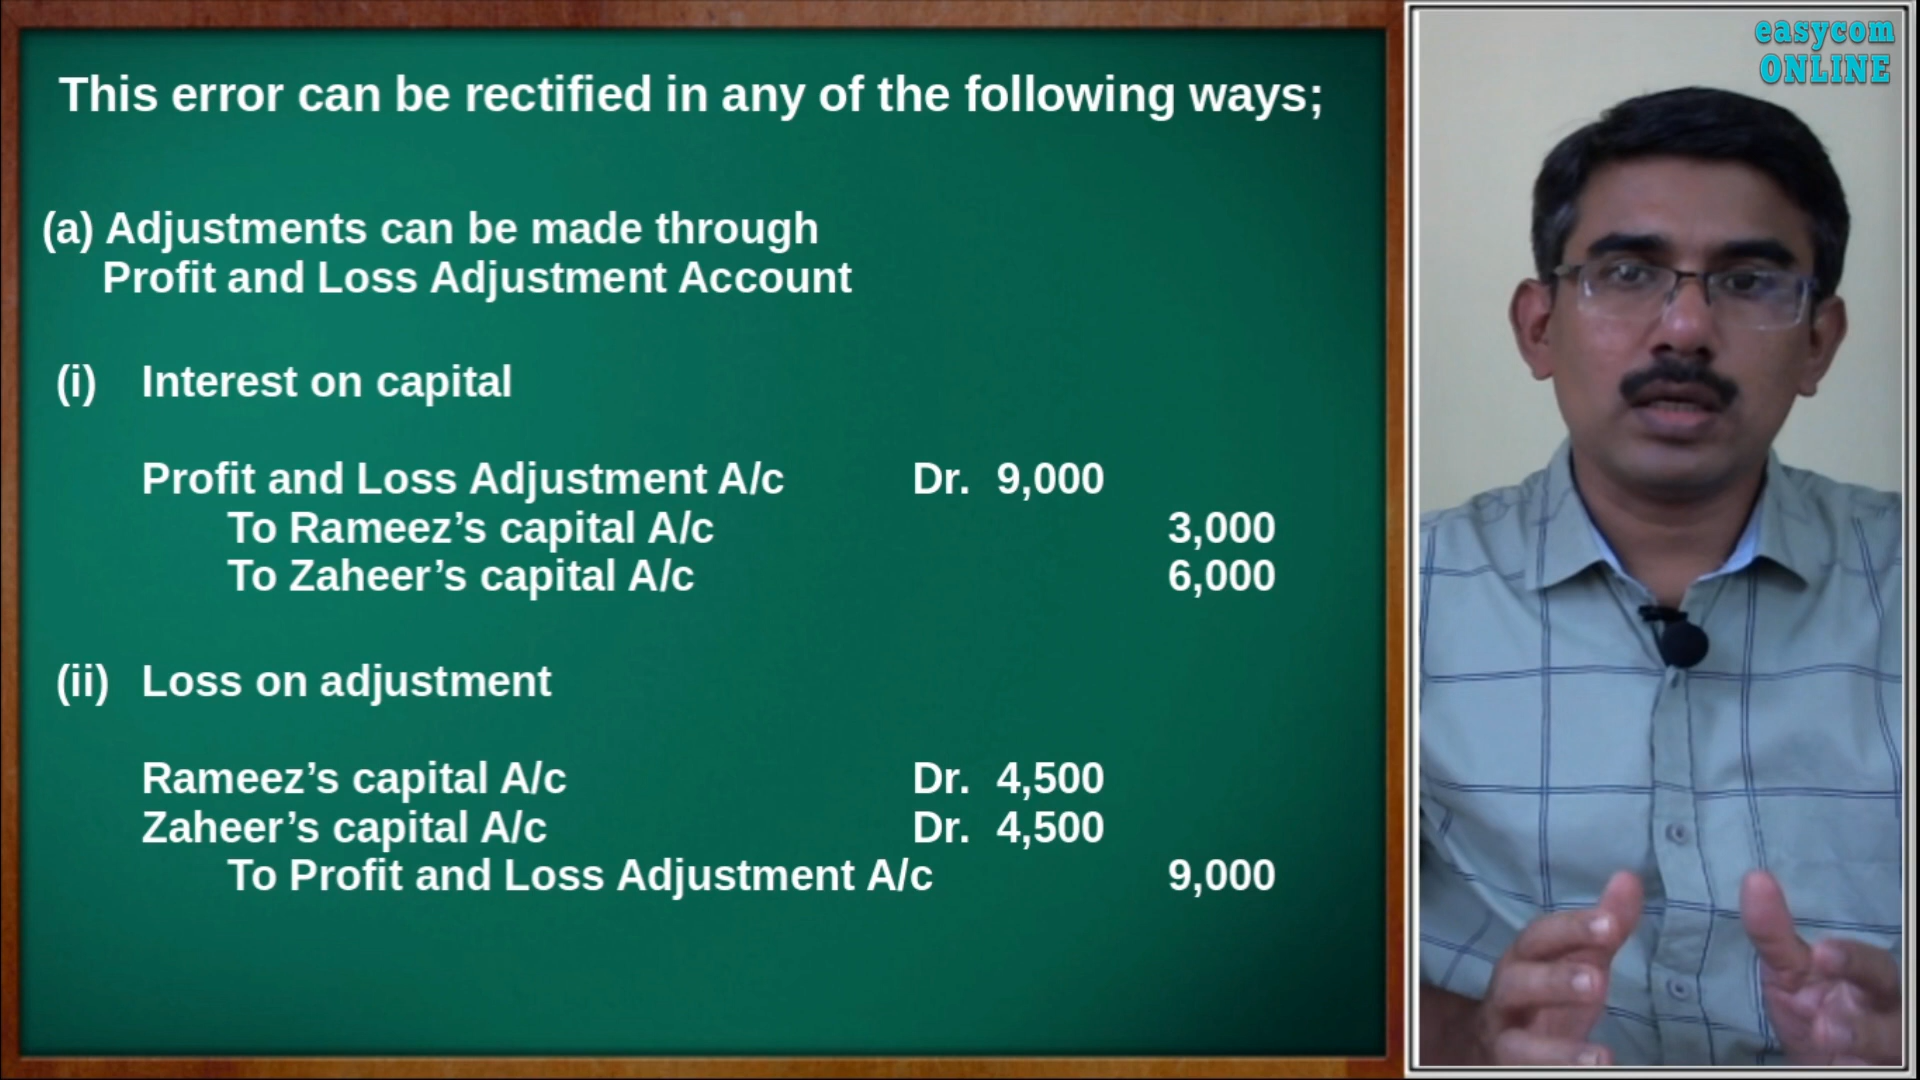 This error can be rectified in any of the following ways;
(a) Adjustments can be made through
Profit and Loss Adjustment Account
(i) Interest on capital
Profit and Loss Adjustment A/c Dr. 9,000
To Rameez’s capital A/c 3,000
To Zaheer’s capital A/c 6,000
(ii) Loss on adjustment
Rameez’s capital A/c Dr. 4,500
Zaheer’s capital A/c Dr. 4,500
To Profit and Loss Adjustment A/c 9,000
easycom
ONLINE